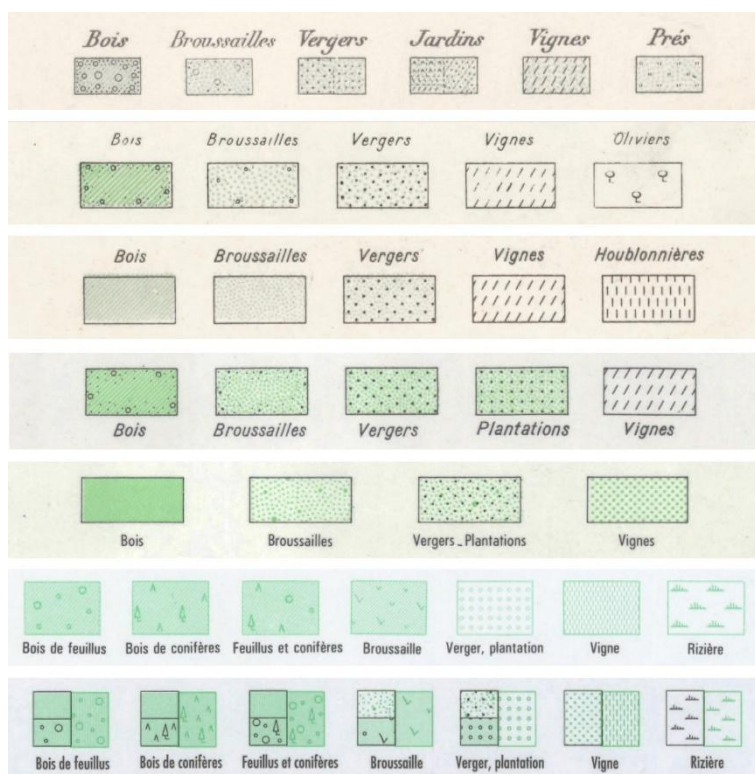 Bois Broussailles Vergers Jardins Vignes Prés
Bois Broussailles Vergers Vignes Oliviers
Bois Broussailles Vergers Vignes Houblonnières
Bois Broussailles Vergers Plantations Vignes
Bois Broussailles Vergers_Plantations Vignes
Bois de feuillus Bois de conifères Feuillus et conifères Broussaille Verger, plantation Vigne Rizière
Bois de feuillus Bois de conifères Feuillus et conifères Broussaille Verger, plantation Vigne Rizière